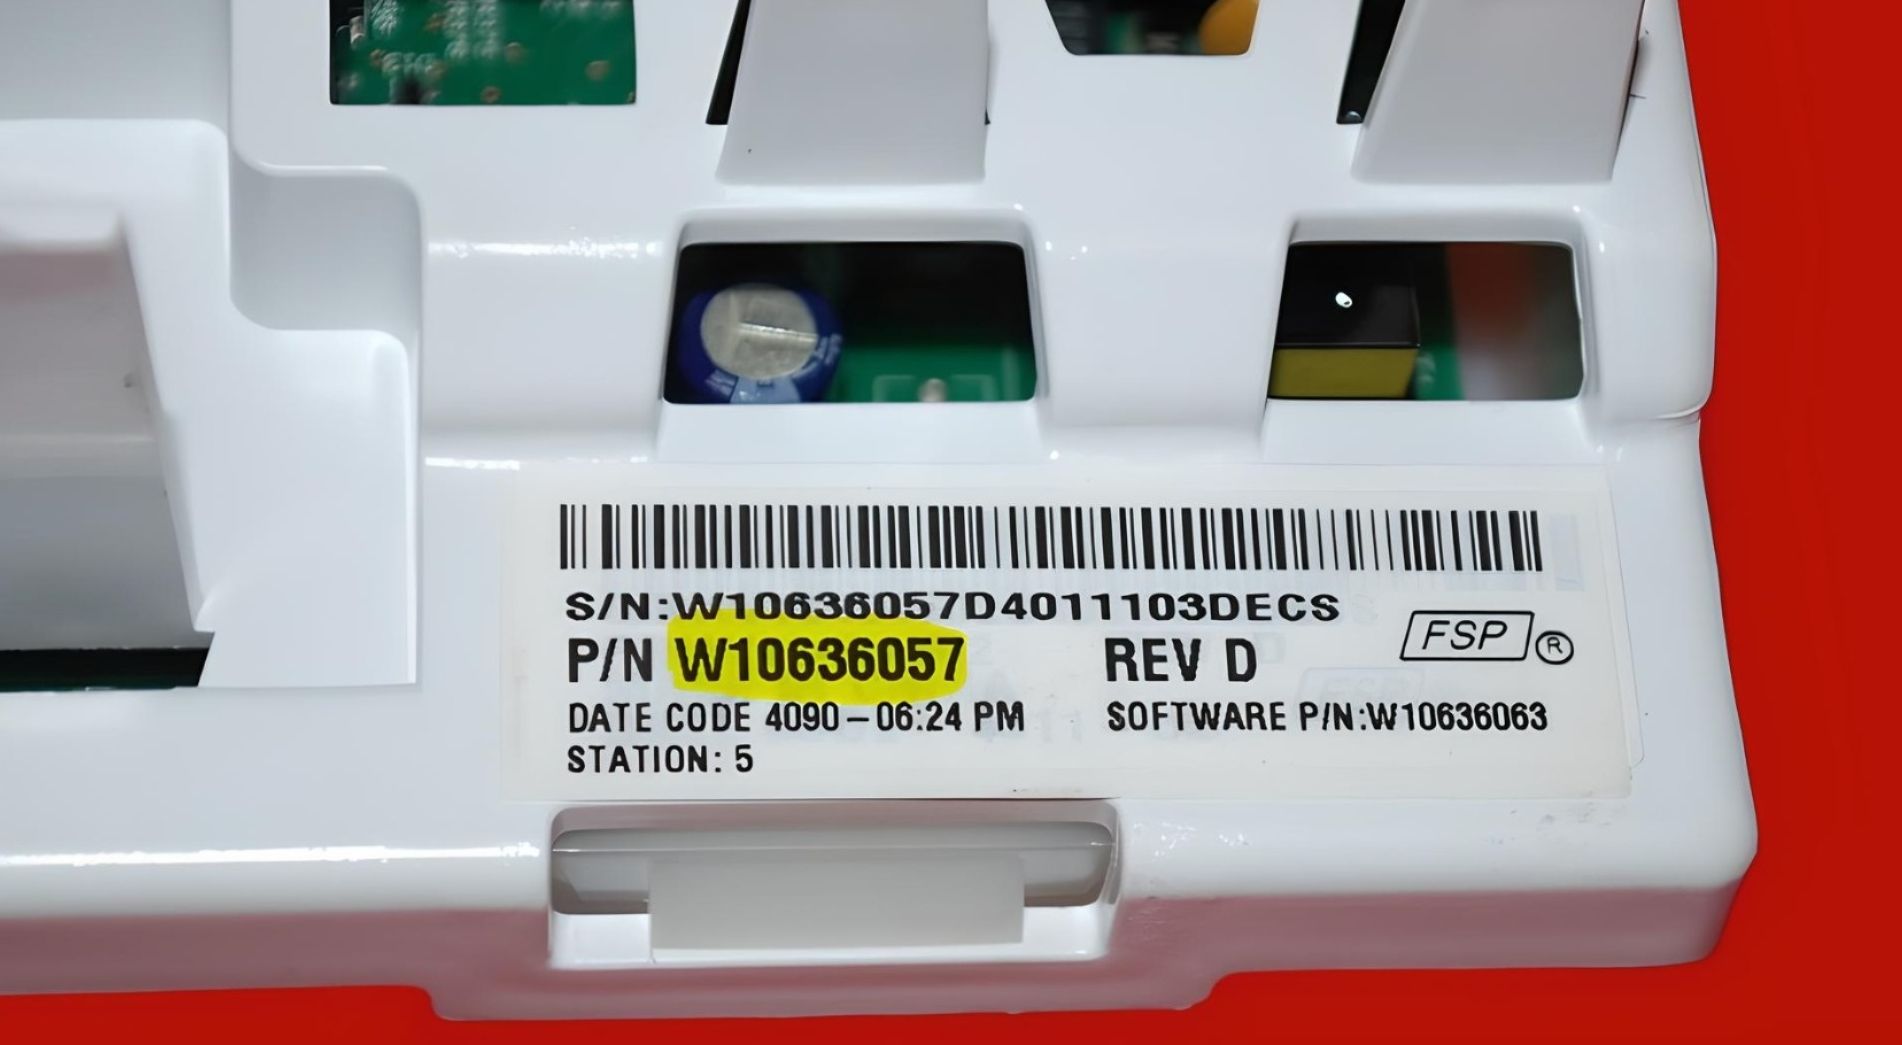 S/N:W10636057D4011103DECS
P/N W10636057 REV D FSP ®
DATE CODE 4090-06:24 PM SOFTWARE P/N:W10636063
STATION: 5